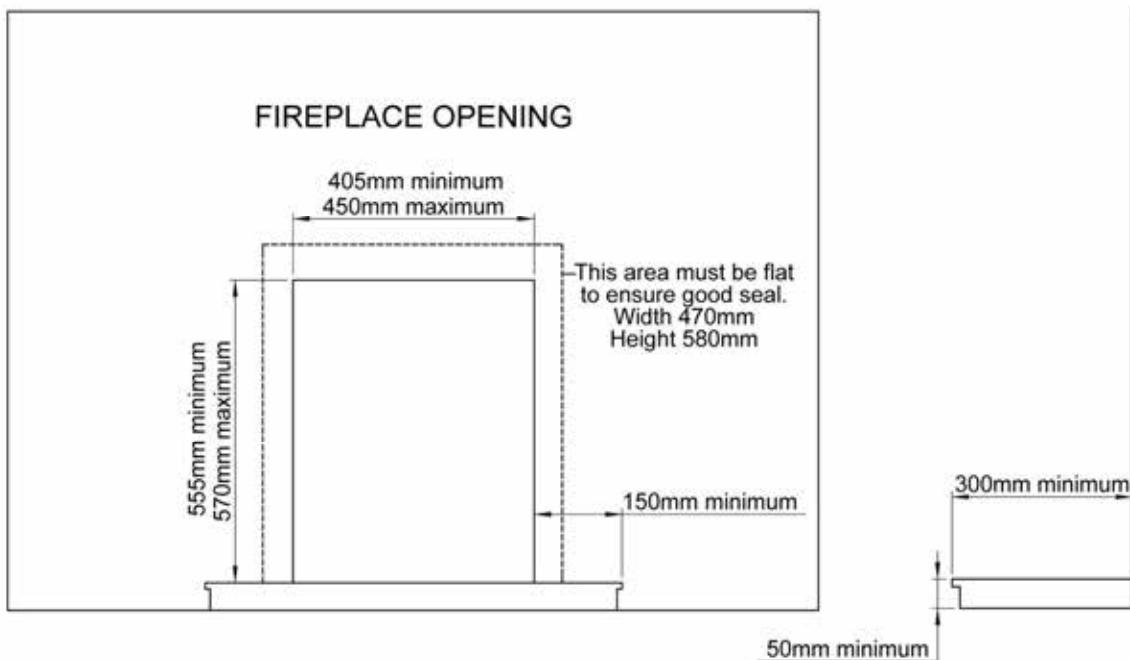 FIREPLACE OPENING
405mm minimum
450mm maximum
This area must be flat
to ensure good seal.
Width 470mm
Height 580mm
555mm minimum
570mm maximum
150mm minimum
300mm minimum
50mm minimum